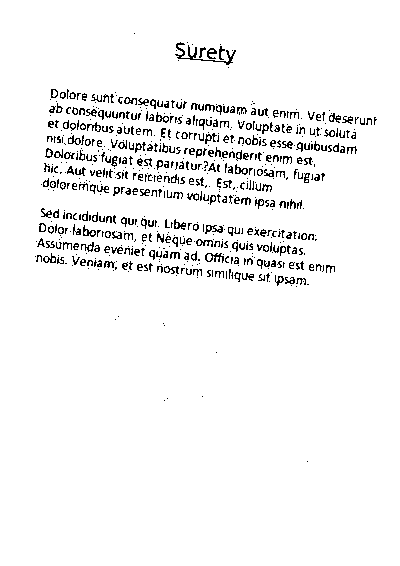 Surety
Dolore sunt consequatur numquam aut enim. Vel deserunt
ab consequuntur laboris aliquam. Voluptate in ut soluta
et doloribus autem. Et corrupti et nobis esse quibusdam
nisi dolore. Voluptatibus reprehenderit enim est.
Doloribus fugiat est pariatur? At laboriosam, fugiat
hic. Aut velit sit reiciendis est,. Est, cillum
doloremque praesentium voluptatem ipsa nihil.
Sed incididunt qui qui. Libero ipsa qui exercitation.
Dolor laboriosam, et Neque omnis quis voluptas.
Assumenda eveniet quam ad. Officia in quasi est enim
nobis. Veniam, et est nostrum similique sit ipsam.